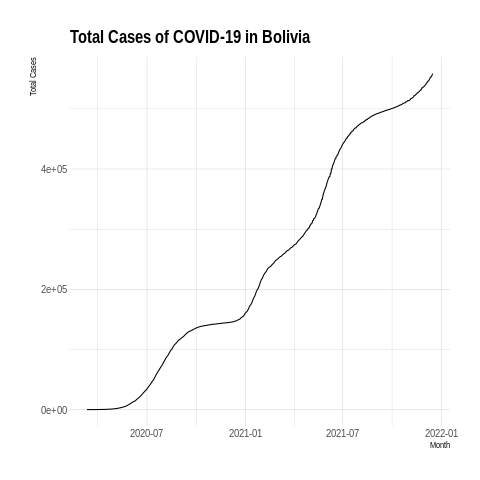 Total Cases of COVID-19 in Bolivia
Total Cases
4e+05
2e+05
0e+00
2020-07 2021-01 2021-07 2022-01
Month